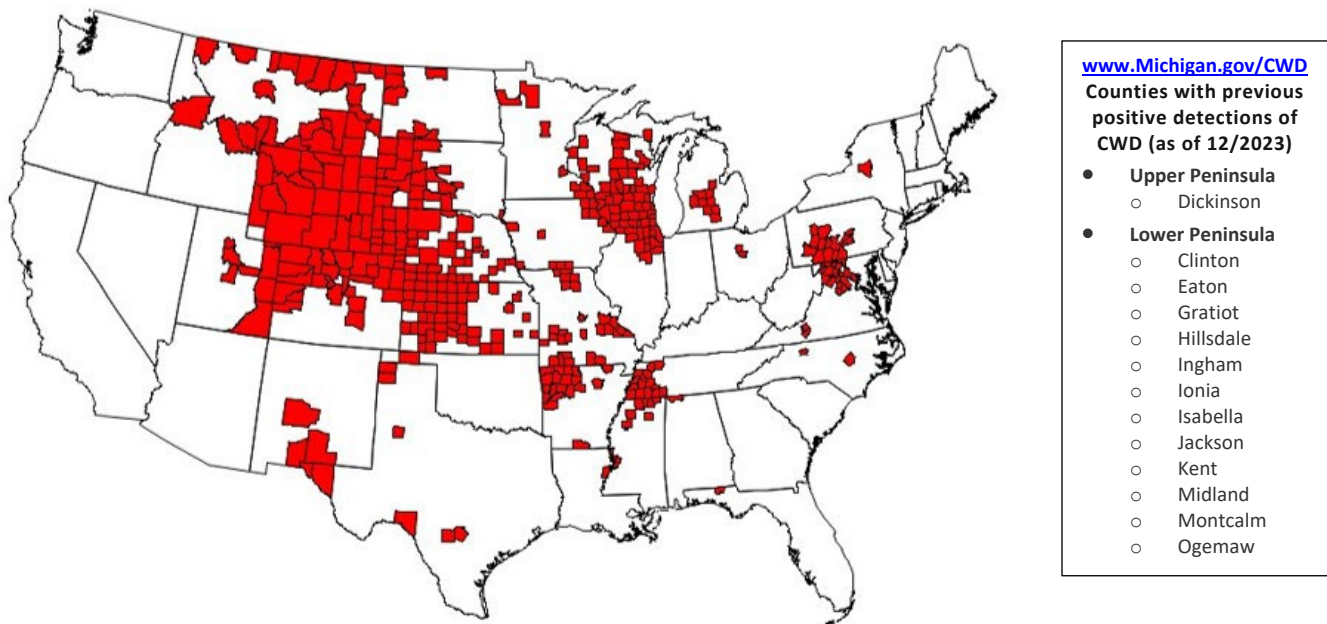 www.Michigan.gov/CWD
Counties with previous
positive detections of
CWD (as of 12/2023)
● Upper Peninsula
○ Dickinson
● Lower Peninsula
○ Clinton
○ Eaton
○ Gratiot
○ Hillsdale
○ Ingham
○ Ionia
○ Isabella
○ Jackson
○ Kent
○ Midland
○ Montcalm
○ Ogemaw